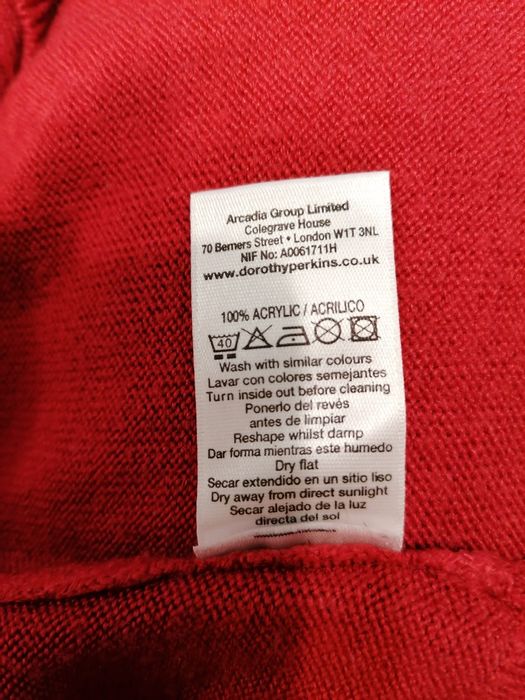 Arcadia Group Limited
Colegrave House
70 Berners Street • London W1T 3NL
NIF No: A0061711H
www.dorothyperkins.co.uk
100% ACRYLIC / ACRILICO
40
Wash with similar colours
Lavar con colores semejantes
Turn inside out before cleaning
Ponerlo del revés
antes de limpiar
Reshape whilst damp
Dar forma mientras este humedo
Dry flat
Secar extendido en un sitio liso
Dry away from direct sunlight
Secar alejado de la luz
directa del sol